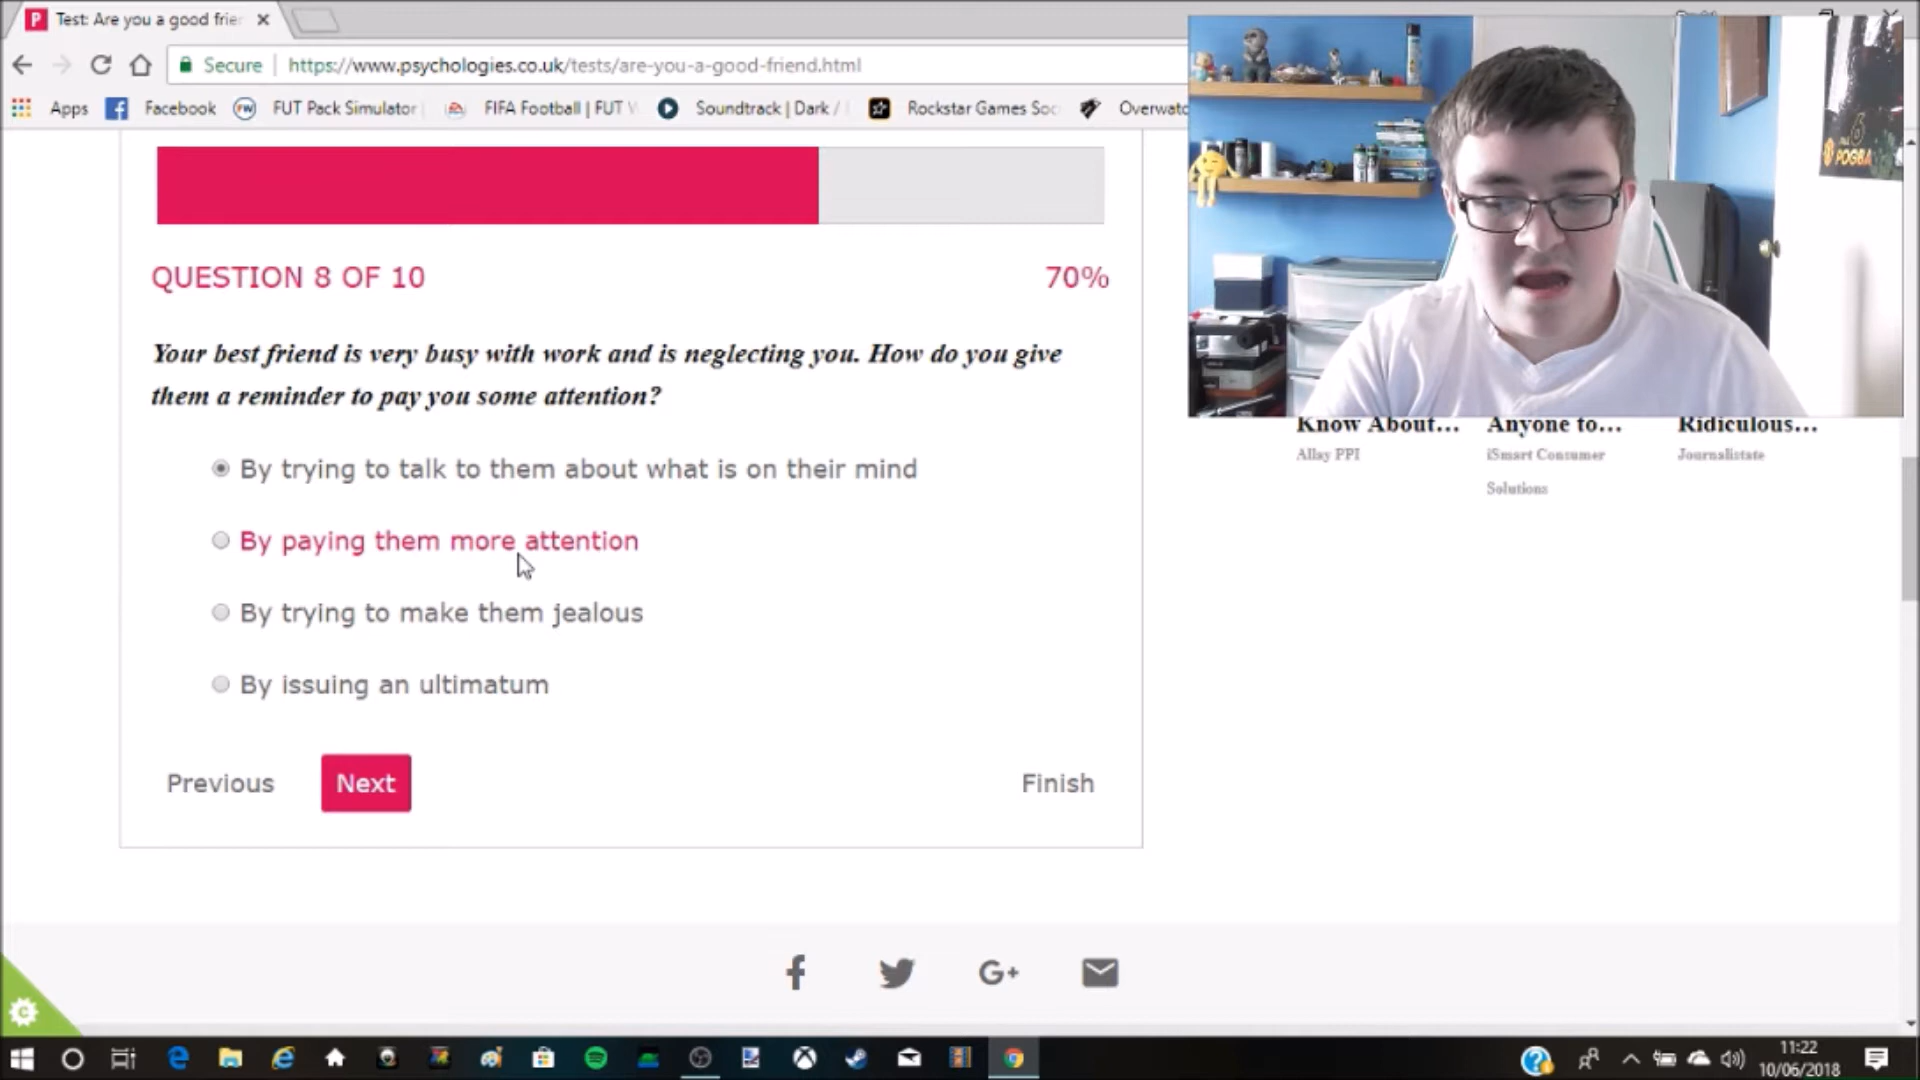 Test: Are you a good frie
Secure https://www.psychologies.co.uk/tests/are-you-a-good-friend.html
Apps Facebook FUT Pack Simulator FIFA Football | FUT Soundtrack | Dark / Rockstar Games Soc Overwatc
6
POGBA
QUESTION 8 OF 10 70%
Your best friend is very busy with work and is neglecting you. How do you give
them a reminder to pay you some attention?
By trying to talk to them about what is on their mind
By paying them more attention
By trying to make them jealous
By issuing an ultimatum
Previous Next Finish
Know About... Anyone to... Ridiculous...
Allay PPI iSmart Consumer Journalistate
Solutions
G+
11:22
10/06/2018